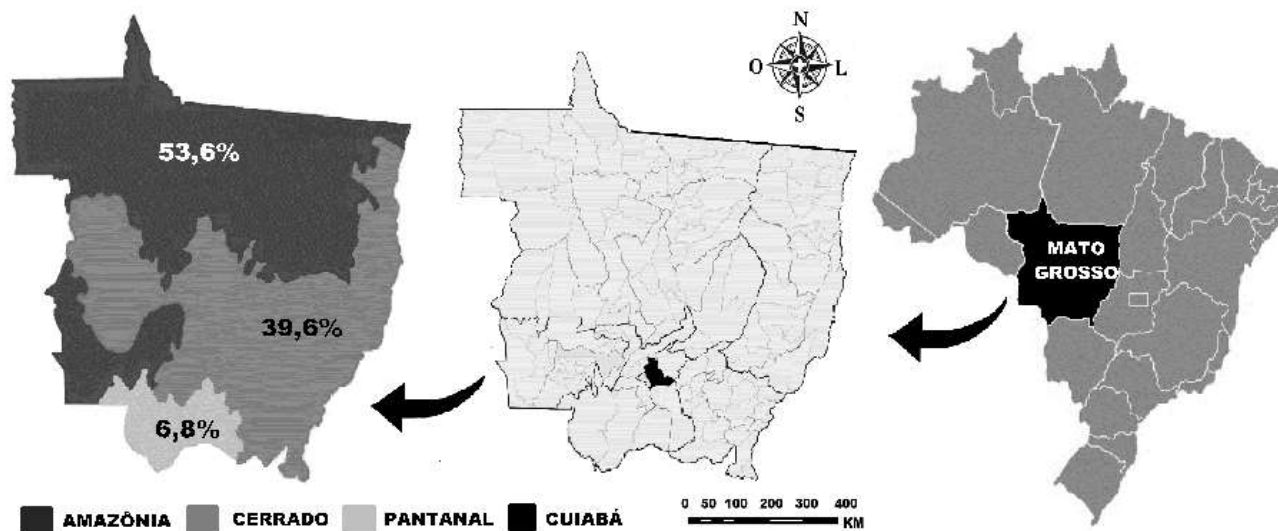 53,6%
39,6%
6,8%
N
O
L
S
MATO
GROSSO
AMAZÔNIA
CERRADO
PANTANAL
CUIABÁ
0 50 100 200 300 400
KM